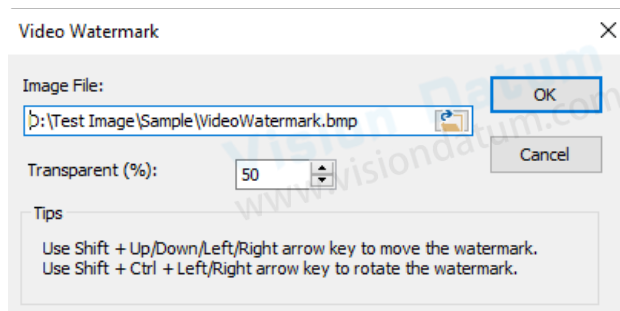 Video Watermark
Image File:
D:\Test Image\Sample\VideoWatermark.bmp
OK
Cancel
Transparent (%):
50
Tips
Use Shift + Up/Down/Left/Right arrow key to move the watermark.
Use Shift + Ctrl + Left/Right arrow key to rotate the watermark.
Vision Datum
www.visiondatum.com